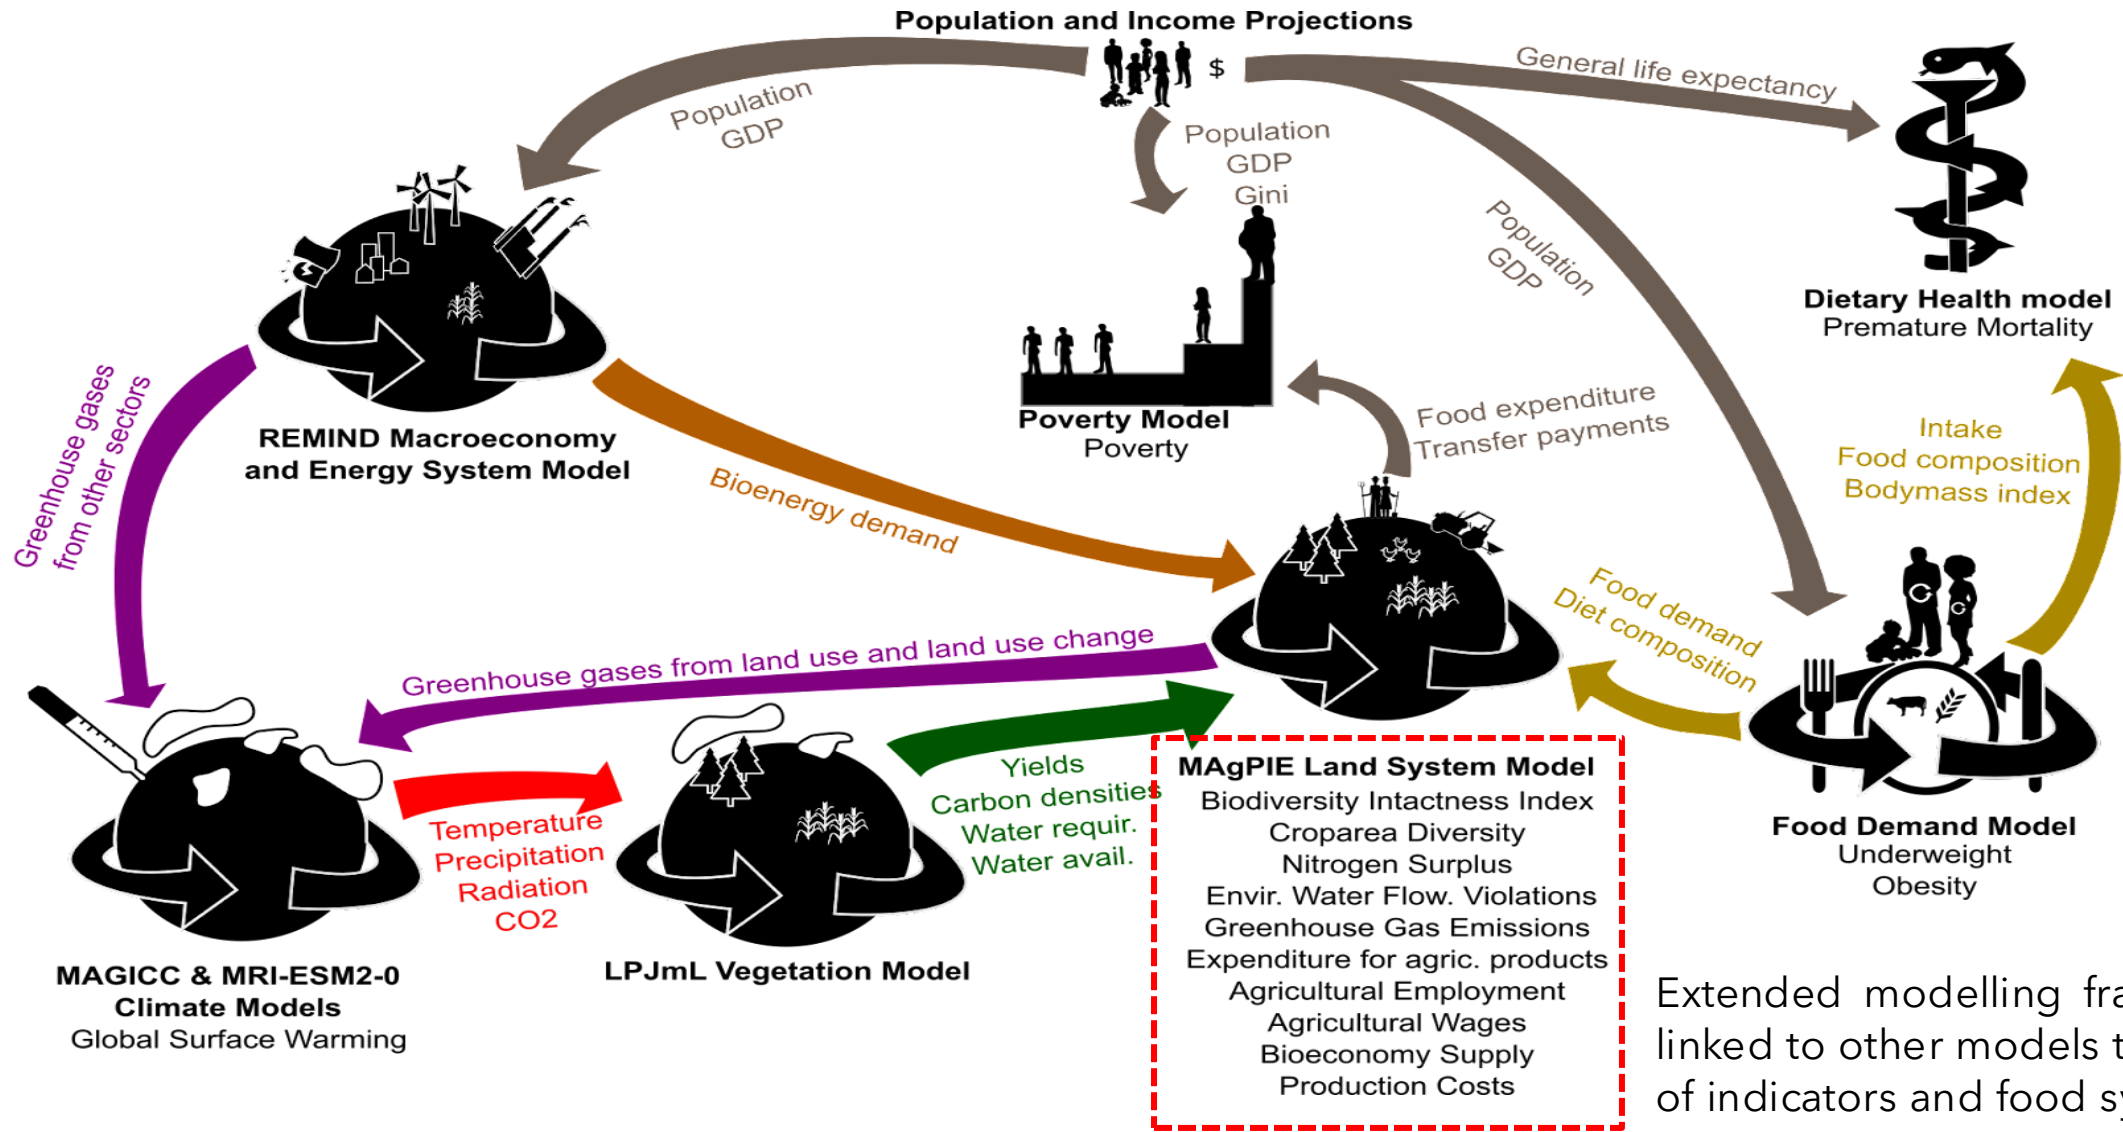 Population and Income Projections
$
General life expectancy
Population
GDP
Population
GDP
Gini
Population
GDP
Dietary Health model
Premature Mortality
Greenhouse gases
from other sectors
REMIND Macroeconomy
and Energy System Model
Poverty Model
Poverty
Food expenditure
Transfer payments
Intake
Food composition
Bodymass index
Bioenergy demand
Food demand
Diet composition
Greenhouse gases from land use and land use change
Temperature
Precipitation
Radiation
CO2
Yields
Carbon densities
Water requir.
Water avail.
MAgPIE Land System Model
Biodiversity Intactness Index
Croparea Diversity
Nitrogen Surplus
Envir. Water Flow. Violations
Greenhouse Gas Emissions
Expenditure for agric. products
Agricultural Employment
Agricultural Wages
Bioeconomy Supply
Production Costs
Food Demand Model
Underweight
Obesity
MAGICC & MRI-ESM2-0
Climate Models
Global Surface Warming
LPJmL Vegetation Model
Extended modelling
linked to other models
of indicators and food